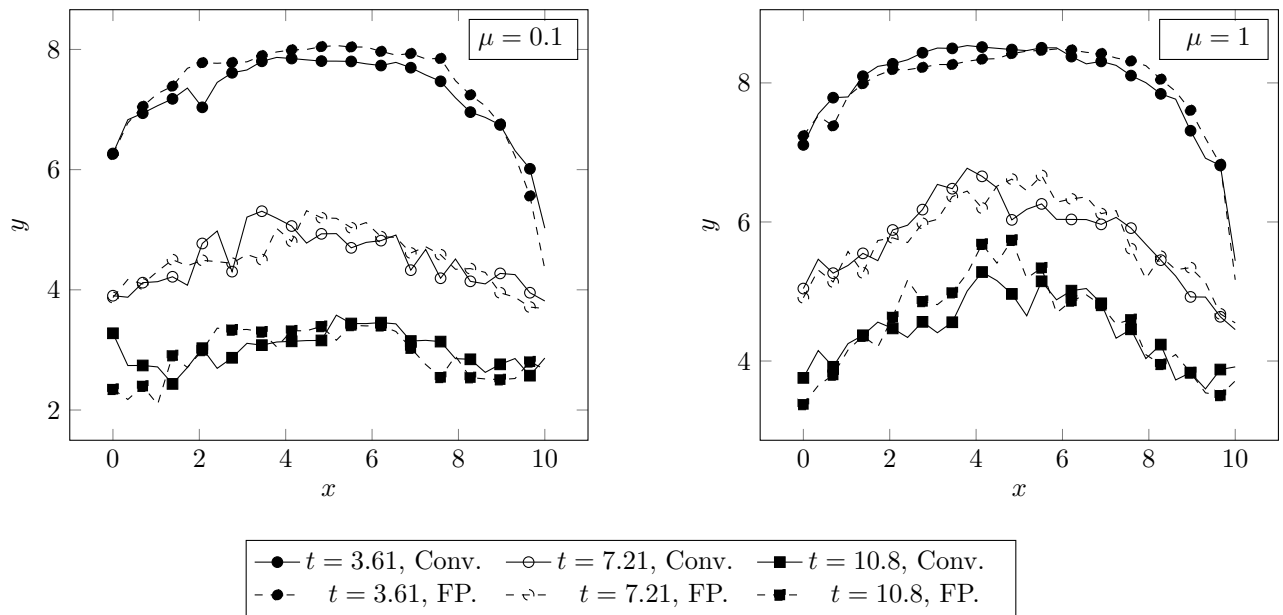 μ = 0.1
8
6
4
2
y
0 2 4 6 8 10
x
μ = 1
8
6
4
y
0 2 4 6 8 10
x
t = 3.61, Conv. t = 7.21, Conv. t = 10.8, Conv.
t = 3.61, FP. t = 7.21, FP. t = 10.8, FP.